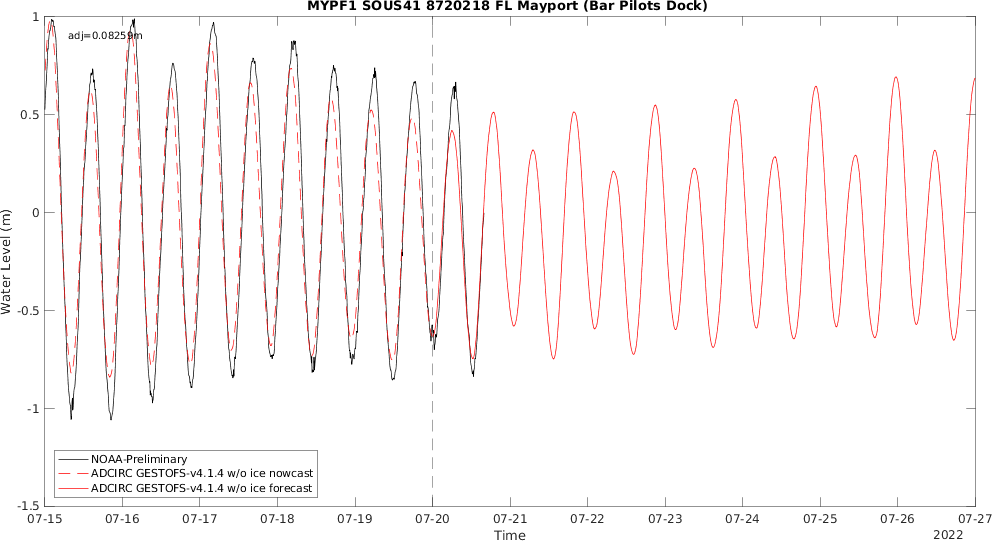 MYPF1 SOUS41 8720218 FL Mayport (Bar Pilots Dock)
adj=0.08259m
1
0.5
0
-0.5
-1
-1.5
Water Level (m)
NOAA-Preliminary
ADCIRC GESTOFS-v4.1.4 w/o ice nowcast
ADCIRC GESTOFS-v4.1.4 w/o ice forecast
07-15 07-16 07-17 07-18 07-19 07-20 07-21 07-22 07-23 07-24 07-25 07-26 07-27
Time
2022